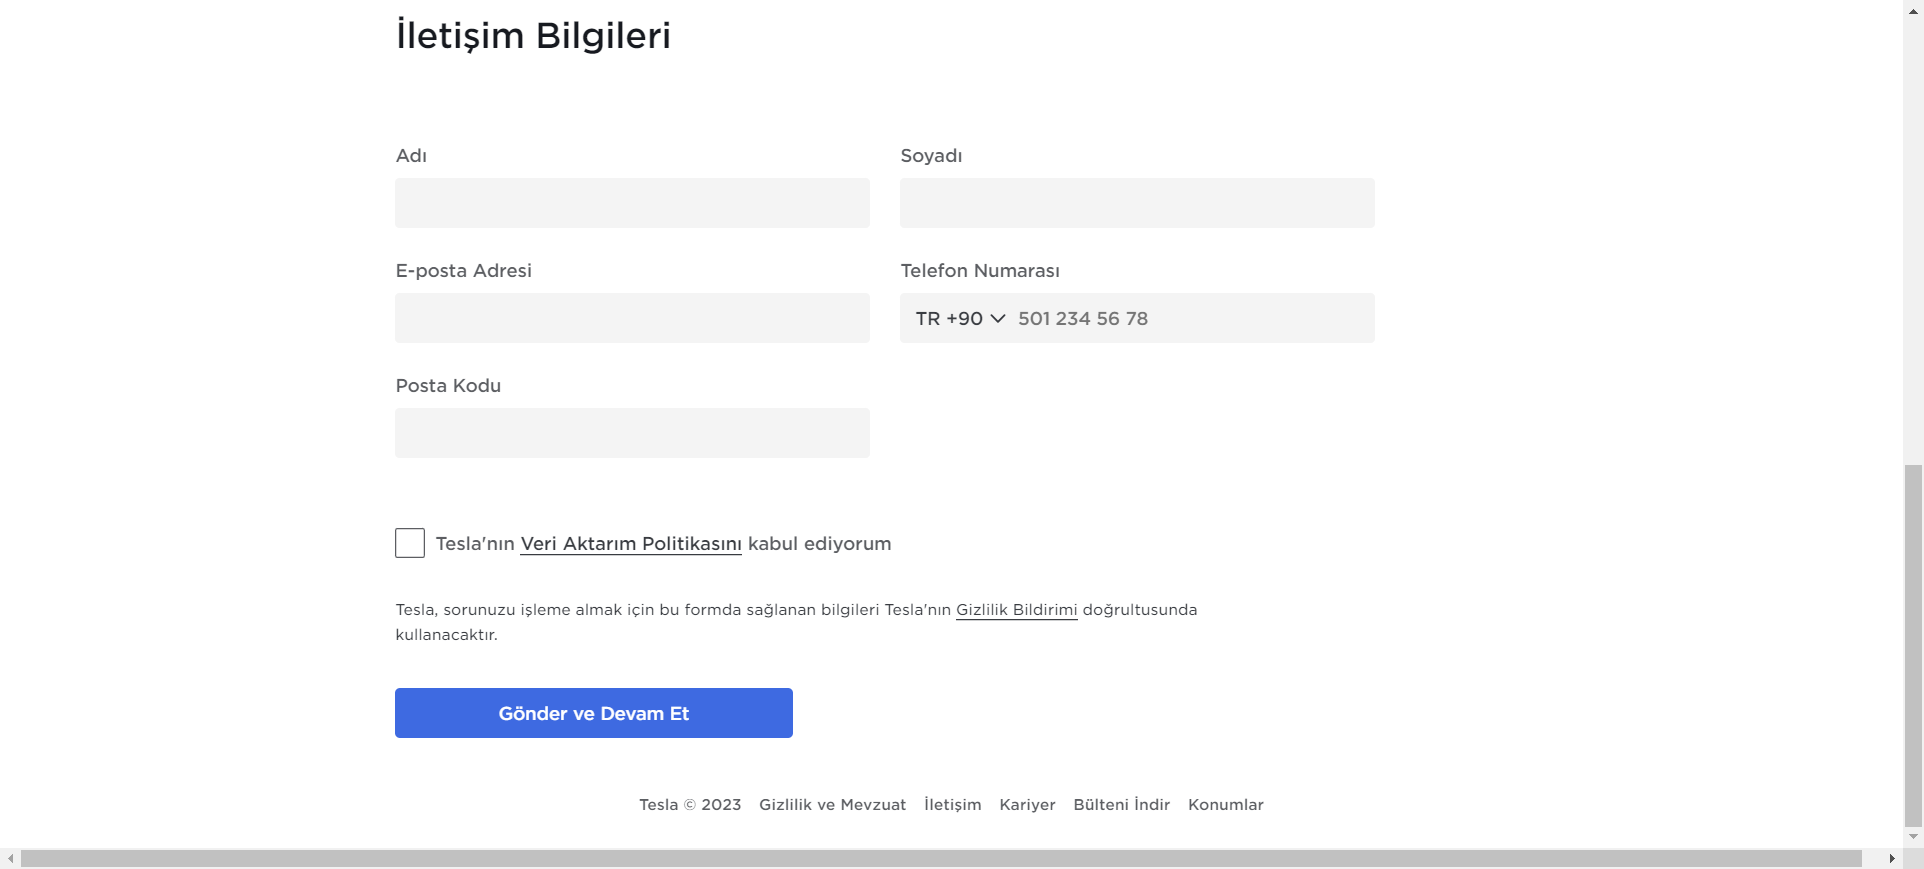 İletişim Bilgileri
Adı
Soyadı
E-posta Adresi
Telefon Numarası
TR +90 501 234 56 78
Posta Kodu
Tesla'nın Veri Aktarım Politikasını kabul ediyorum
Tesla, sorunuzu işleme almak için bu formda sağlanan bilgileri Tesla'nın Gizlilik Bildirimi doğrultusunda
kullanacaktır.
Gönder ve Devam Et
Tesla © 2023 Gizlilik ve Mevzuat İletişim Kariyer Bülteni İndir Konumlar